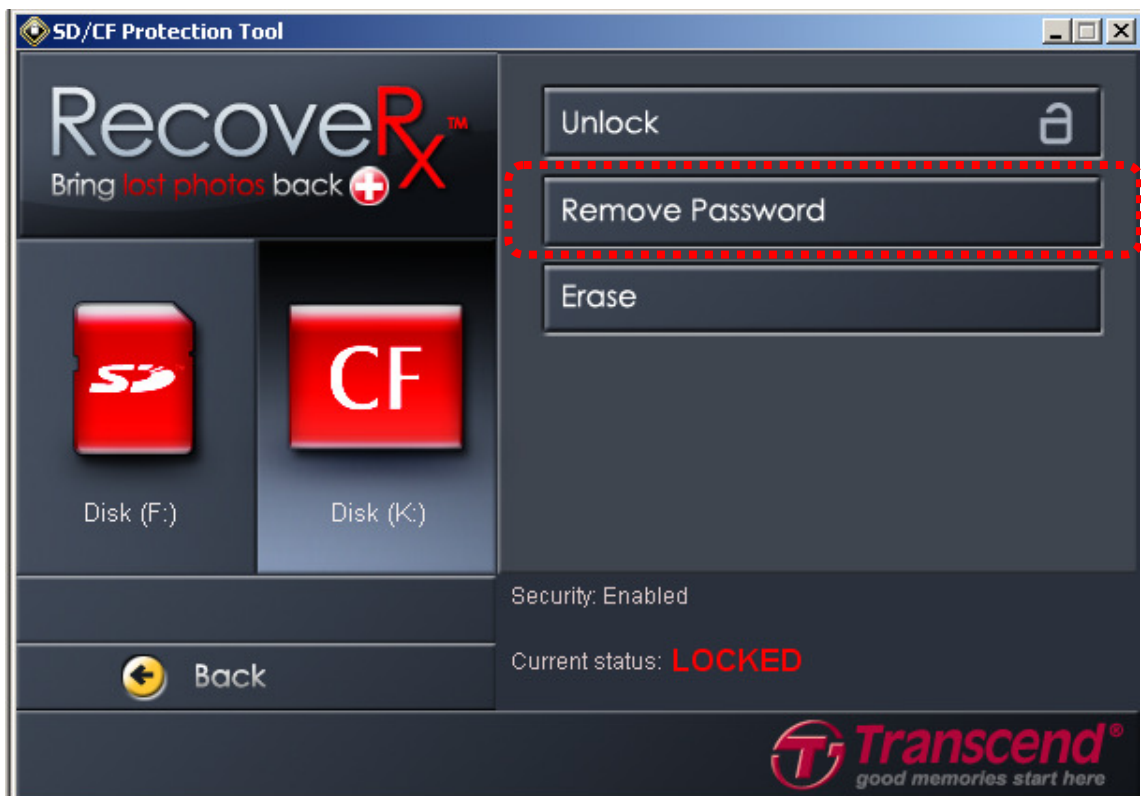 SD/CF Protection Tool
RecoveRx™
Bring lost photos back
Unlock
Remove Password
Erase
SD
CF
Disk (F:)
Disk (K:)
Security: Enabled
Current status: LOCKED
Back
Transcend®
good memories start here